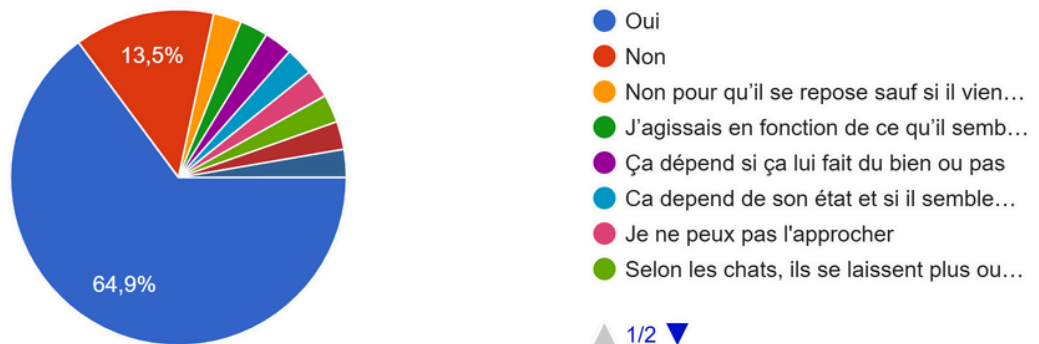 13,5%
64,9%
Oui
Non
Non pour qu’il se repose sauf si il vien…
J’agissais en fonction de ce qu’il semb…
Ça dépend si ça lui fait du bien ou pas
Ca depend de son état et si il semble…
Je ne peux pas l'approcher
Selon les chats, ils se laissent plus ou…
1/2